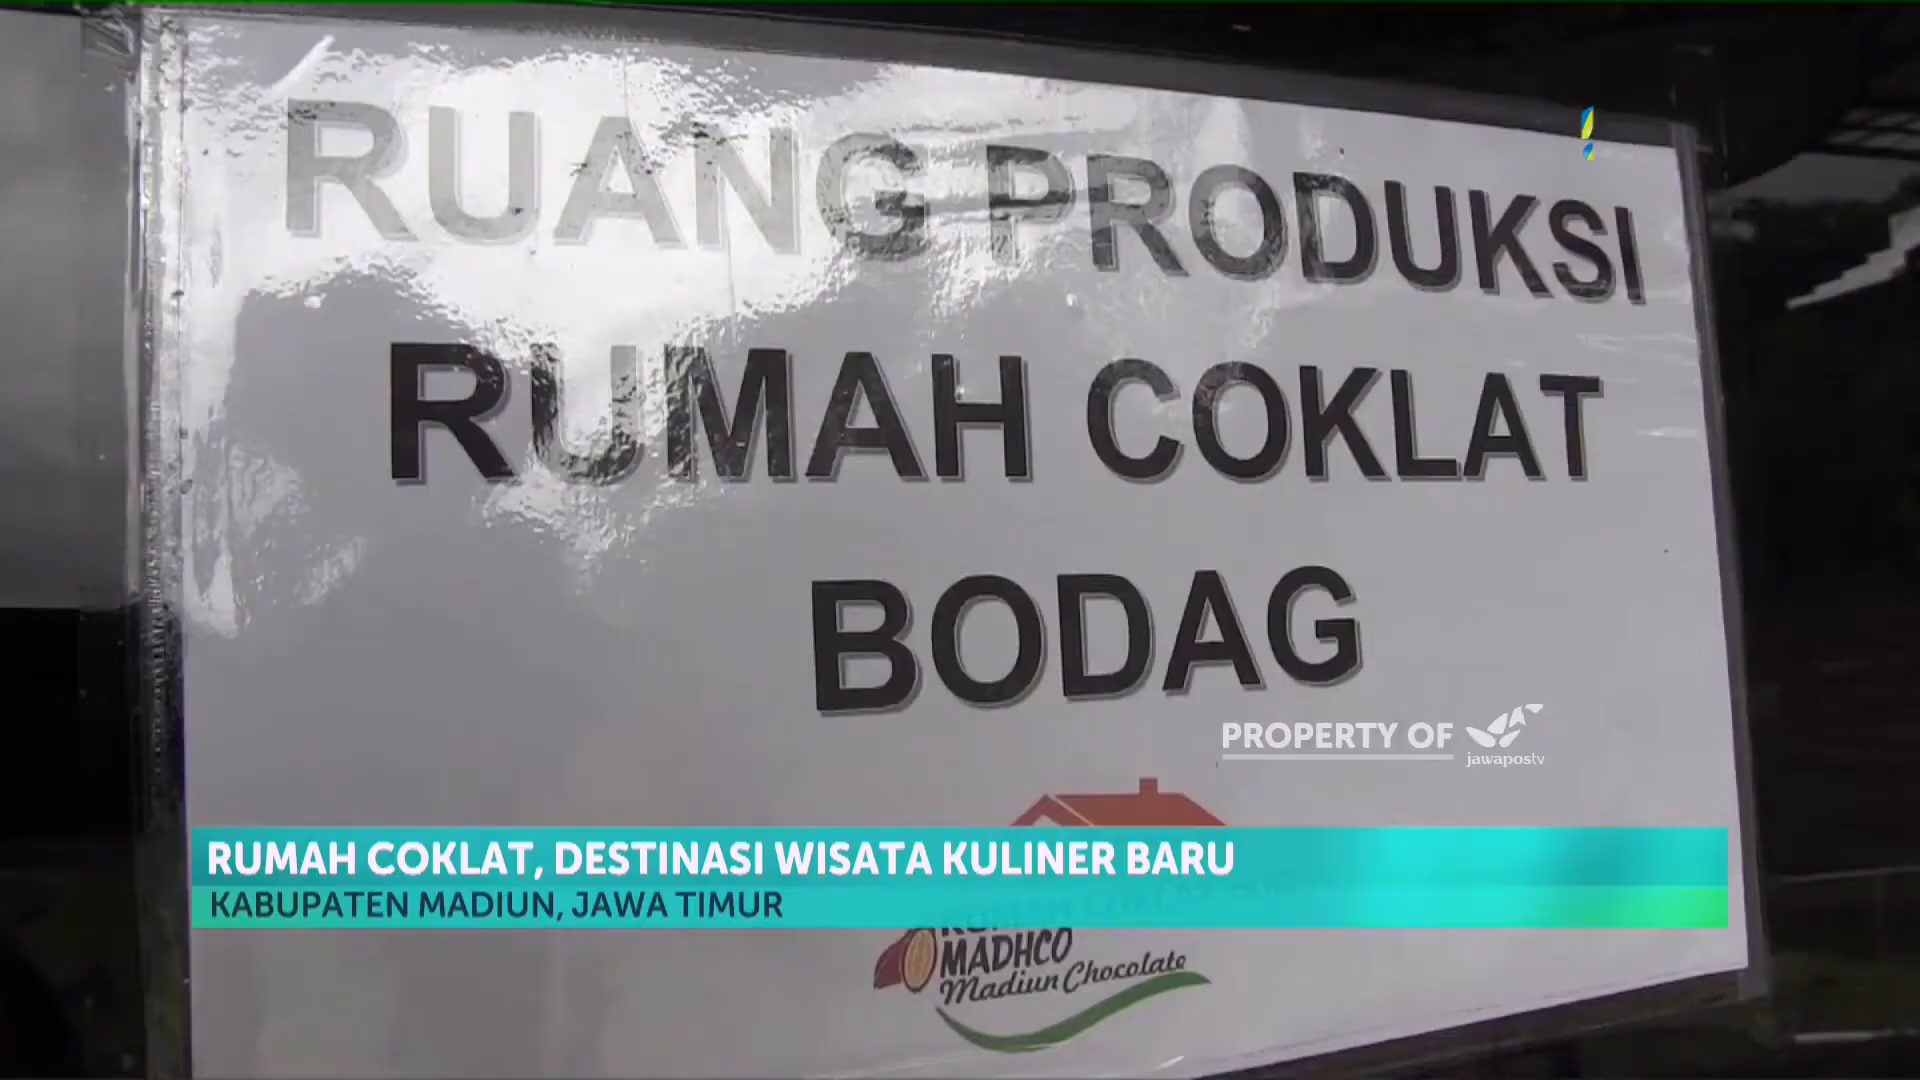 RUANG PRODUKSI
RUMAH COKLAT
BODAG
PROPERTY OF
jawapostv
RUMAH COKLAT, DESTINASI WISATA KULINER BARU
KABUPATEN MADIUN, JAWA TIMUR
MADHCO
Madiun Chocolate